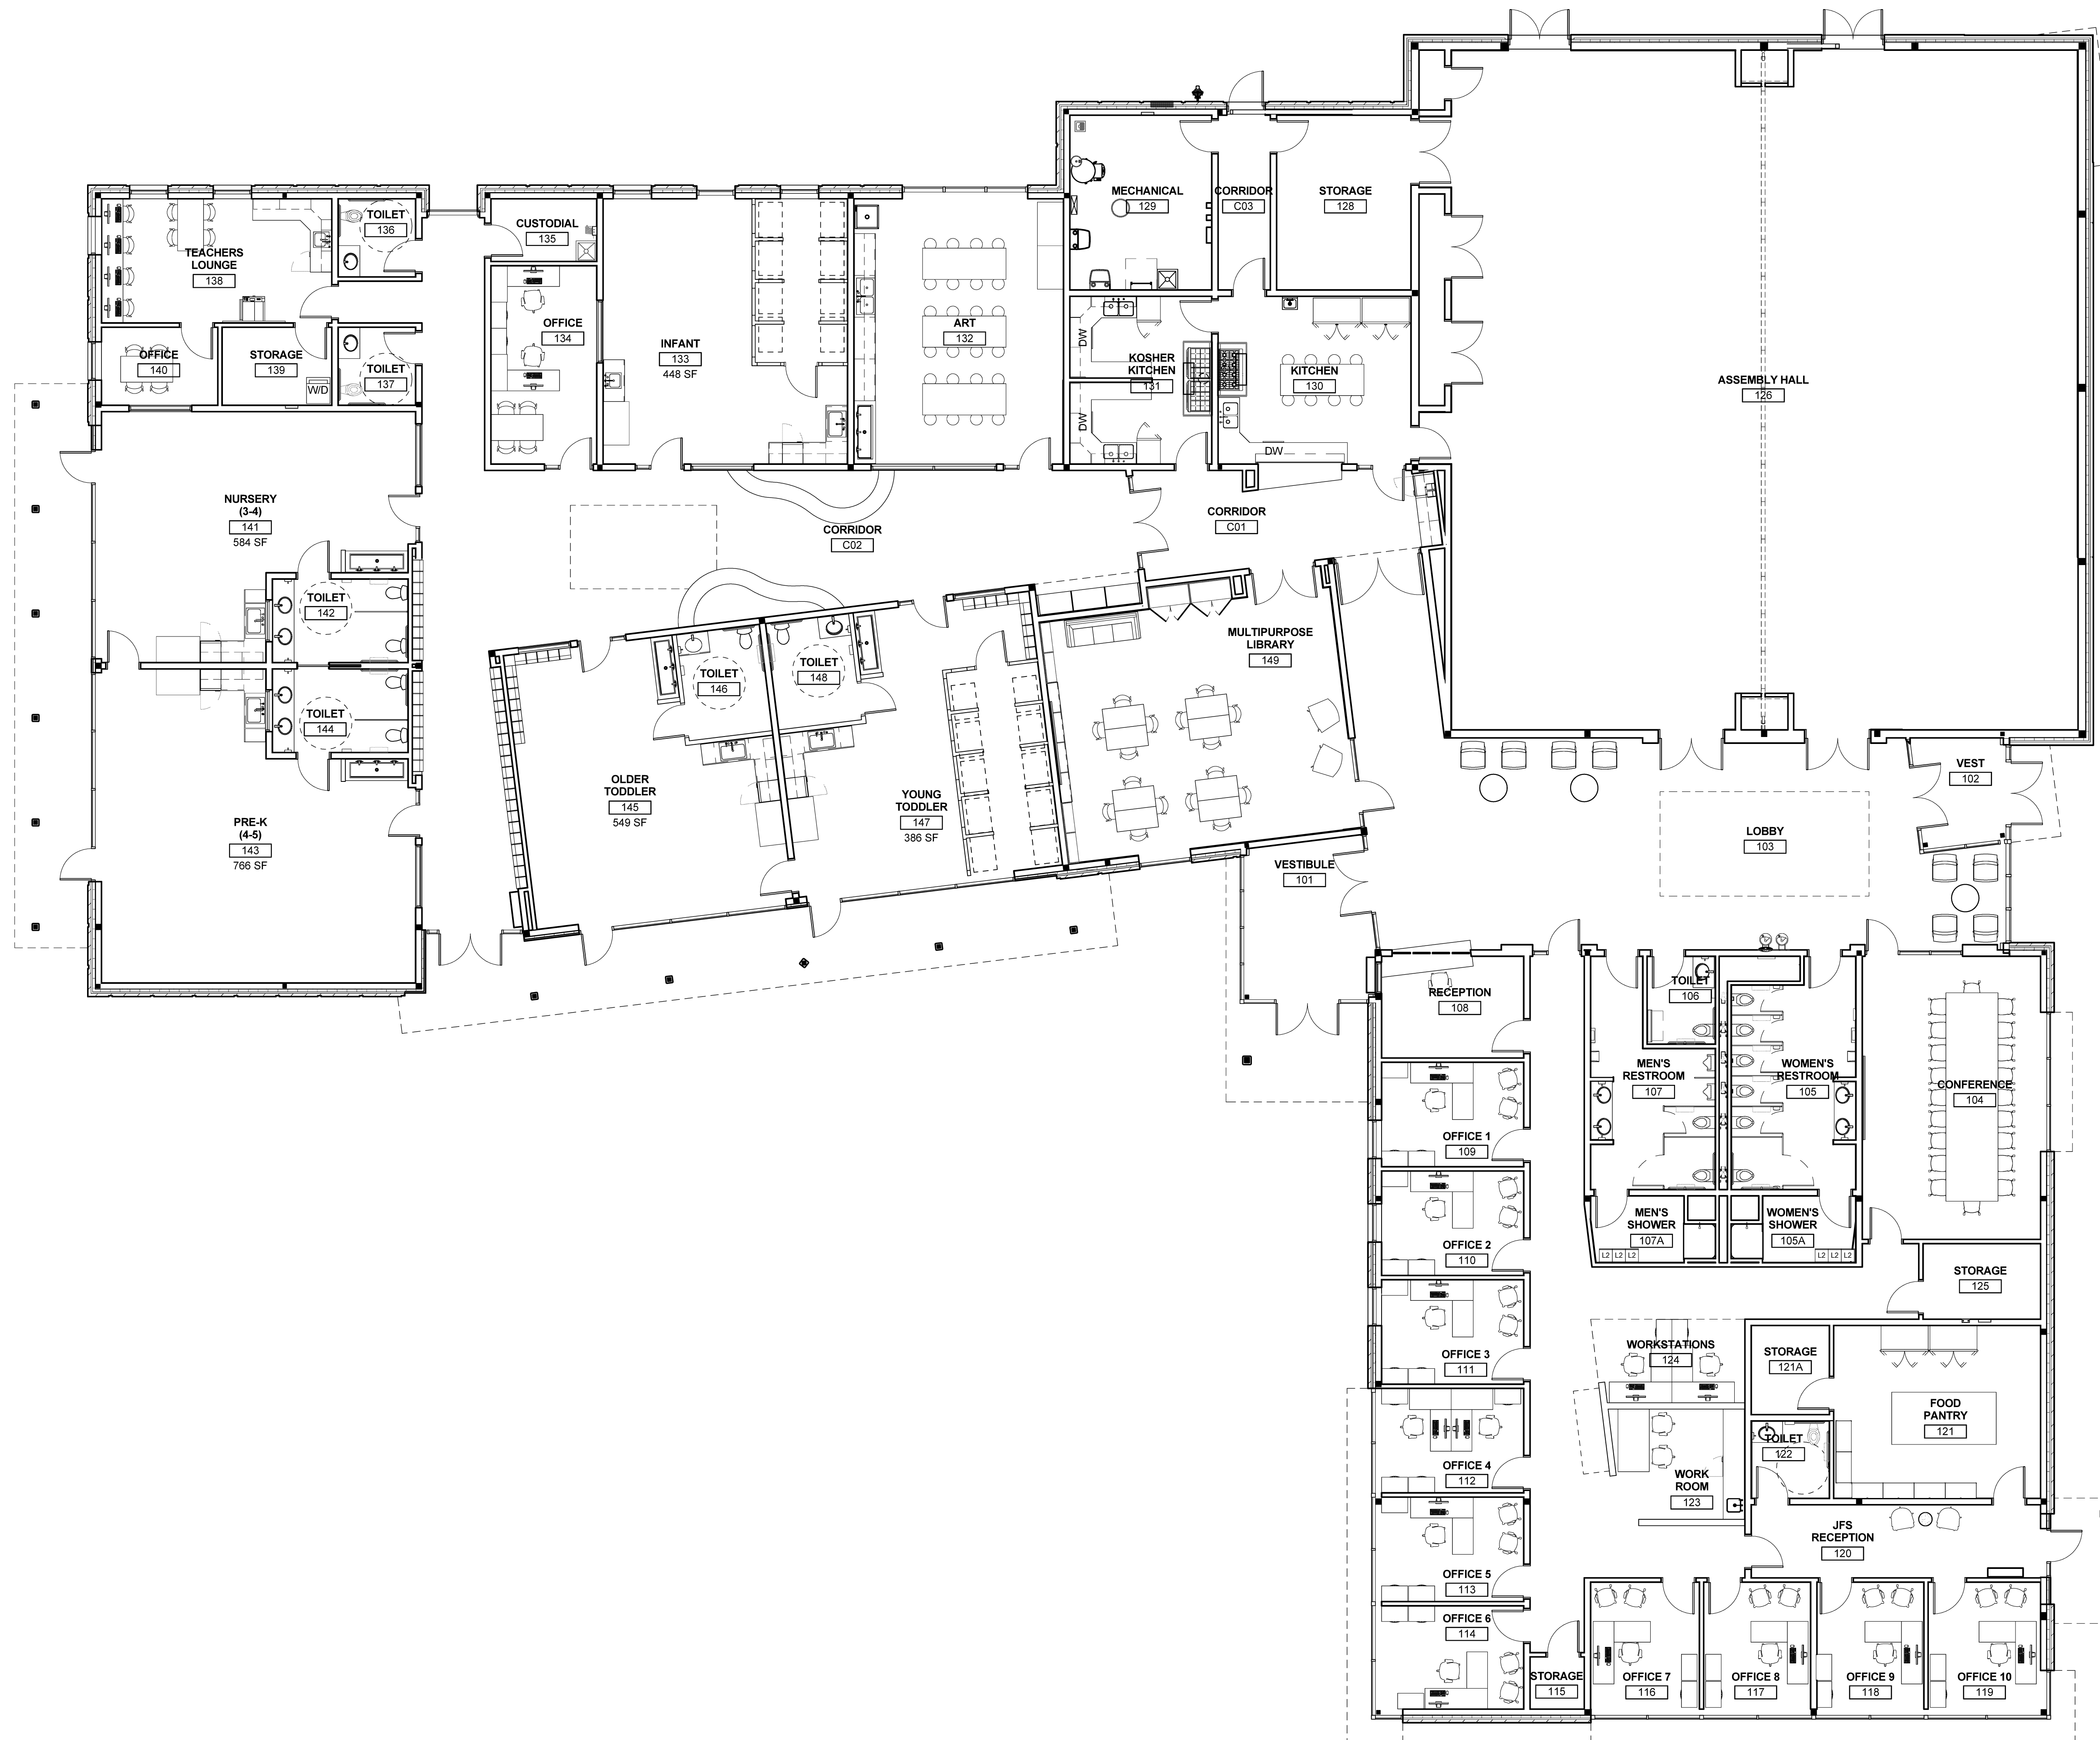 MECHANICAL
129
CORRIDOR
C03
STORAGE
128
TOILET
136
CUSTODIAL
135
TEACHERS
LOUNGE
138
OFFICE
134
INFANT
133
448 SF
ART
132
KOSHER
KITCHEN
131
DW
DW
KITCHEN
130
DW
ASSEMBLY HALL
126
OFFICE
140
STORAGE
139
W/D
TOILET
137
NURSERY
(3-4)
141
584 SF
CORRIDOR
C02
CORRIDOR
C01
TOILET
142
TOILET
144
TOILET
146
TOILET
148
MULTIPURPOSE
LIBRARY
149
PRE-K
(4-5)
143
766 SF
OLDER
TODDLER
145
549 SF
YOUNG
TODDLER
147
386 SF
VEST
102
LOBBY
103
VESTIBULE
101
RECEPTION
108
TOILET
106
MEN'S
RESTROOM
107
WOMEN'S
RESTROOM
105
CONFERENCE
104
OFFICE 1
109
MEN'S
SHOWER
107A
L2 L2 L2
WOMEN'S
SHOWER
105A
L2 L2 L2
OFFICE 2
110
STORAGE
125
OFFICE 3
111
WORKSTATIONS
124
STORAGE
121A
FOOD
PANTRY
121
OFFICE 4
112
TOILET
122
WORK
ROOM
123
JFS
RECEPTION
120
OFFICE 5
113
OFFICE 6
114
STORAGE
115
OFFICE 7
116
OFFICE 8
117
OFFICE 9
118
OFFICE 10
119